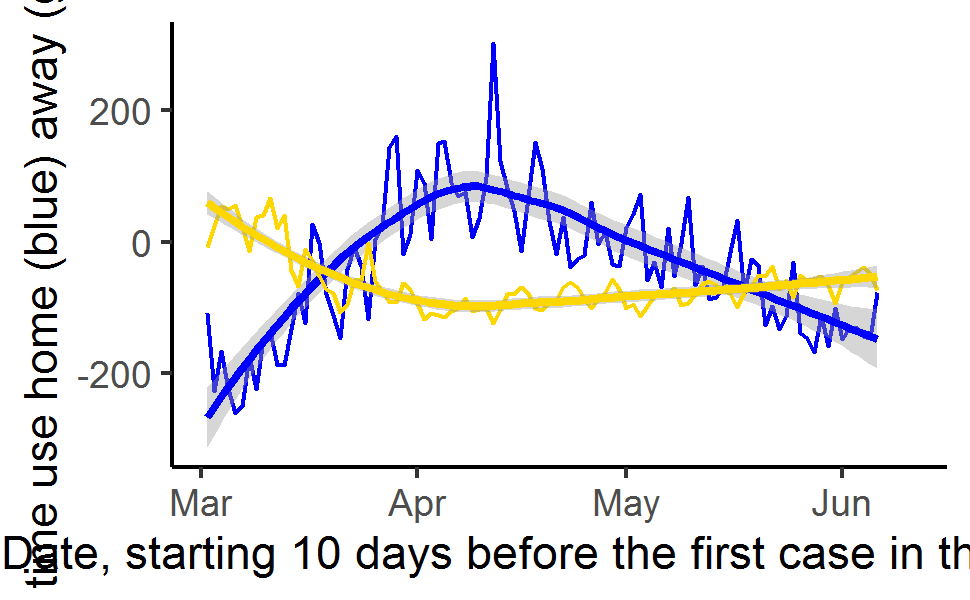 time use home (blue) away (
200
0
-200
Mar Apr May Jun
Date, starting 10 days before the first case in th